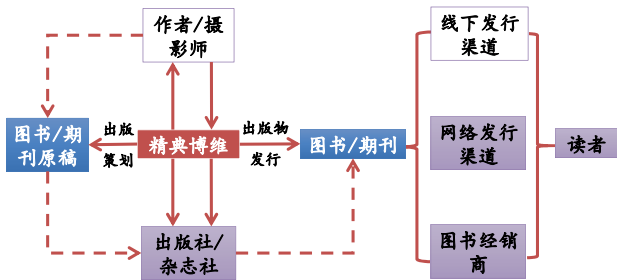 作者/摄
影师
线下发行
渠道
图书/期
刊原稿
出版
策划
精典博维
出版物
发行
图书/期刊
网络发行
渠道
读者
出版社/
杂志社
图书经销
商